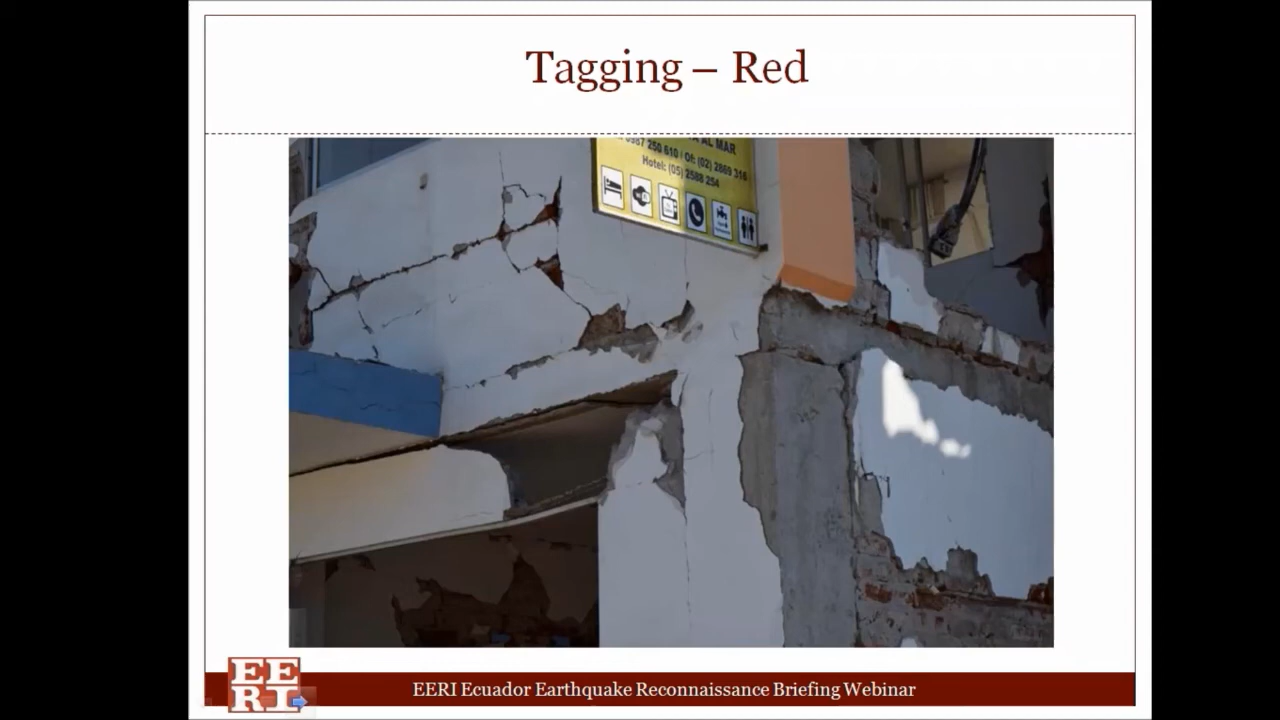 Tagging – Red
AL MAR
0987 250 610 / Of: (02) 2869 316
Hotel: (05) 2588 254
EERI
EERI Ecuador Earthquake Reconnaissance Briefing Webinar